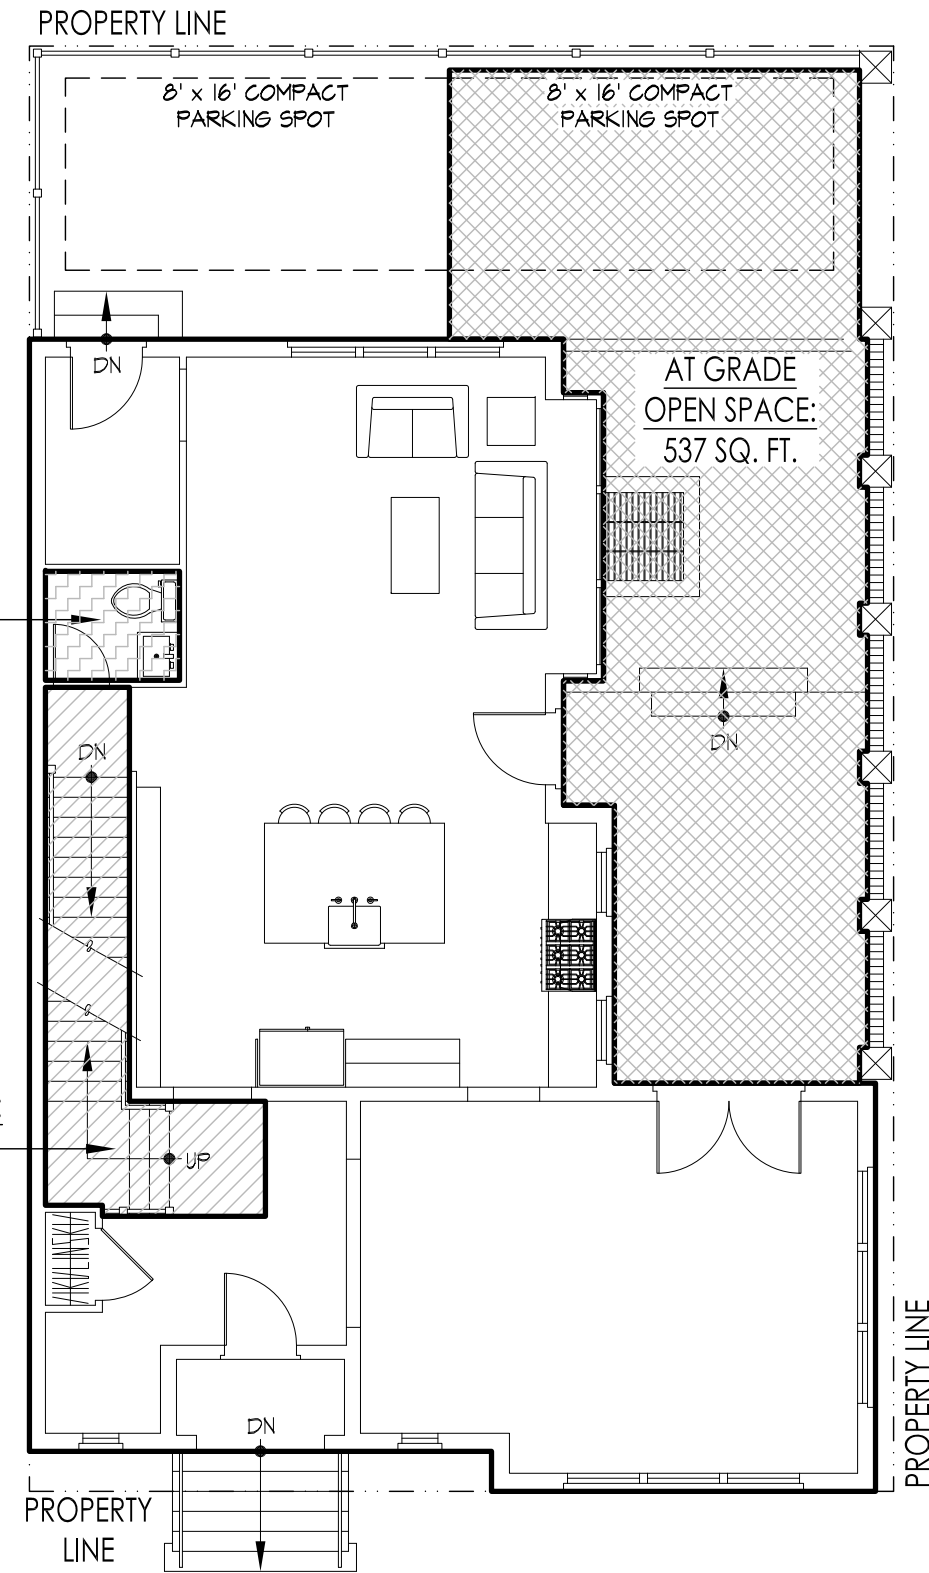 PROPERTY LINE
8' x 16' COMPACT
PARKING SPOT
8' x 16' COMPACT
PARKING SPOT
DN
AT GRADE
OPEN SPACE:
537 SQ. FT.
DN
DN
UP
DN
PROPERTY LINE
PROPERTY
LINE